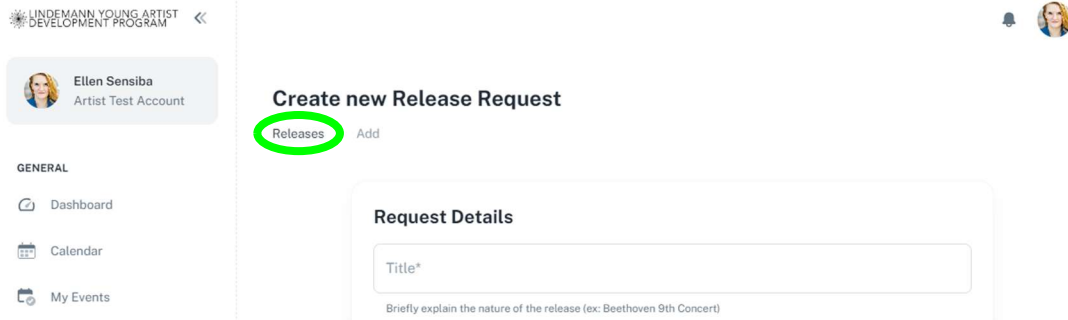 LINDEMANN YOUNG ARTIST
DEVELOPMENT PROGRAM
Ellen Sensiba
Artist Test Account
GENERAL
Dashboard
Calendar
My Events
Create new Release Request
Releases Add
Request Details
Title*
Briefly explain the nature of the release (ex: Beethoven 9th Concert)